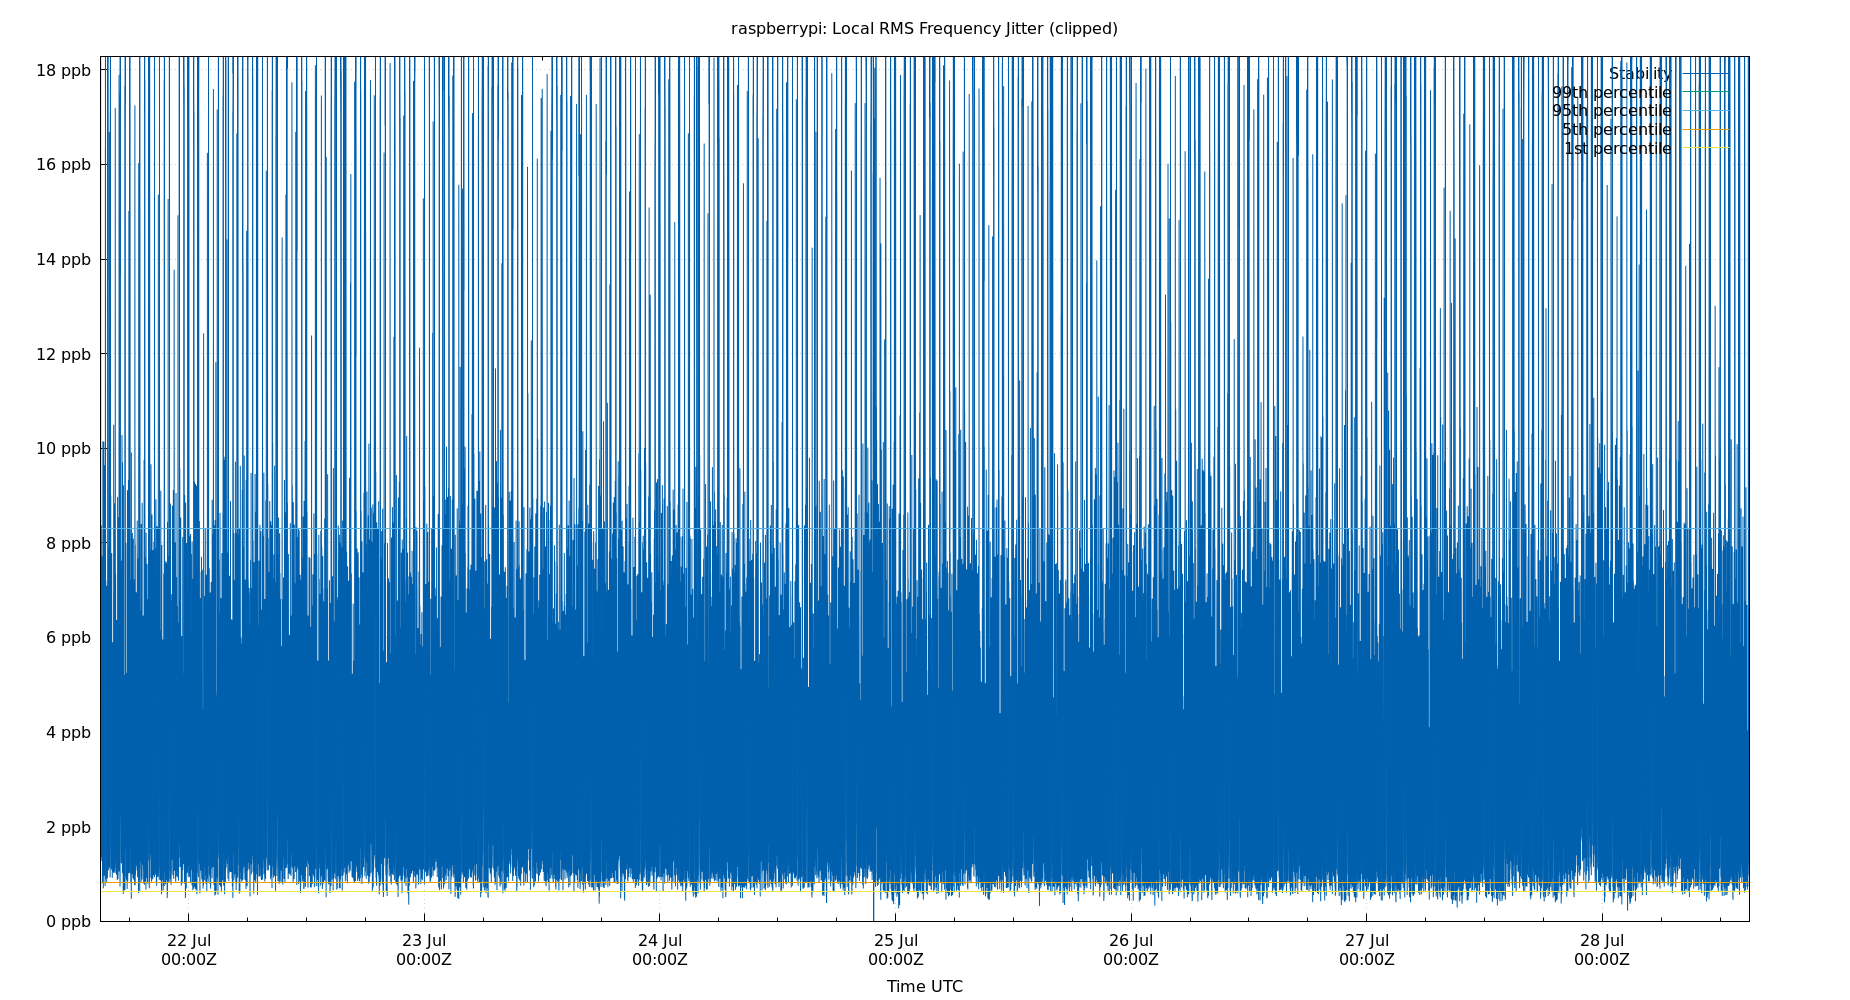 raspberrypi: Local RMS Frequency Jitter (clipped)
18 ppb
16 ppb
14 ppb
12 ppb
10 ppb
8 ppb
6 ppb
4 ppb
2 ppb
0 ppb
Stability
99th percentile
95th percentile
5th percentile
1st percentile
22 Jul 23 Jul 24 Jul 25 Jul 26 Jul 27 Jul 28 Jul
00:00Z 00:00Z 00:00Z 00:00Z 00:00Z 00:00Z 00:00Z
Time UTC